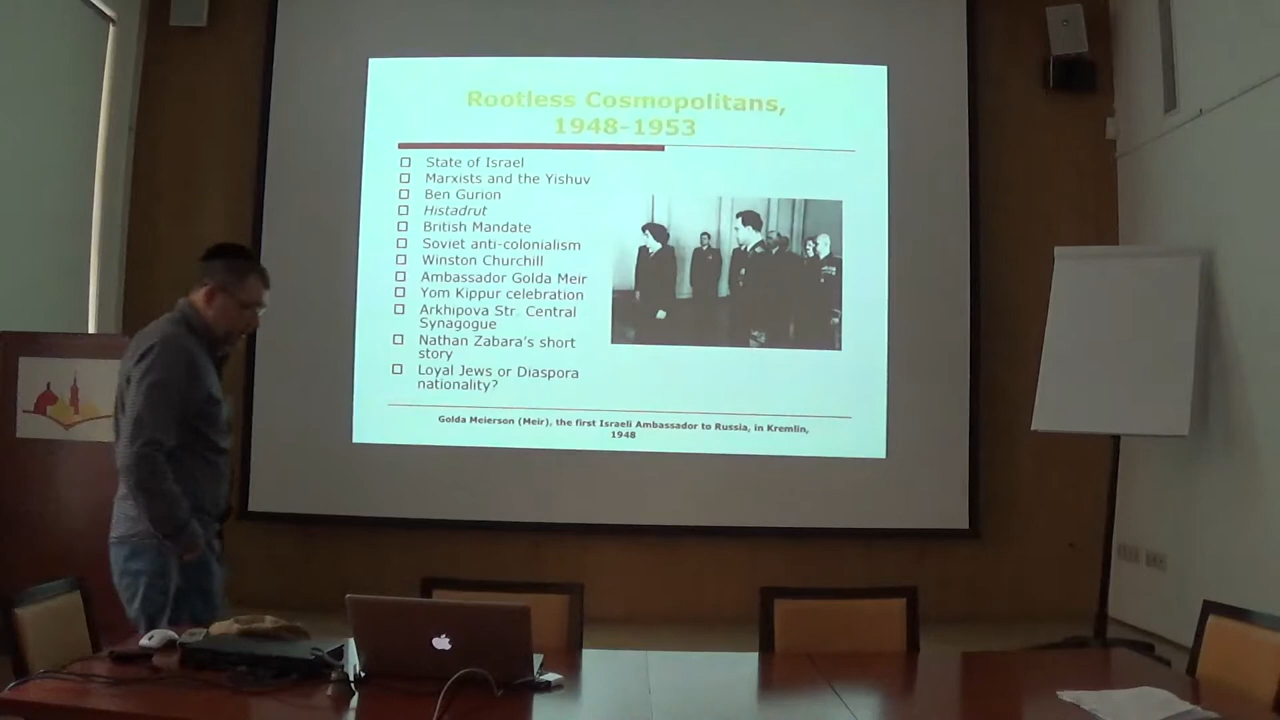 Rootless Cosmopolitans,
1948-1953
State of Israel
Marxists and the Yishuv
Ben Gurion
Histadrut
British Mandate
Soviet anti-colonialism
Winston Churchill
Ambassador Golda Meir
Yom Kippur celebration
Arkhipova Str. Central
Synagogue
Nathan Zabara's short
story
Loyal Jews or Diaspora
nationality?
Golda Meierson (Meir), the first Israeli Ambassador to Russia, in Kremlin,
1948